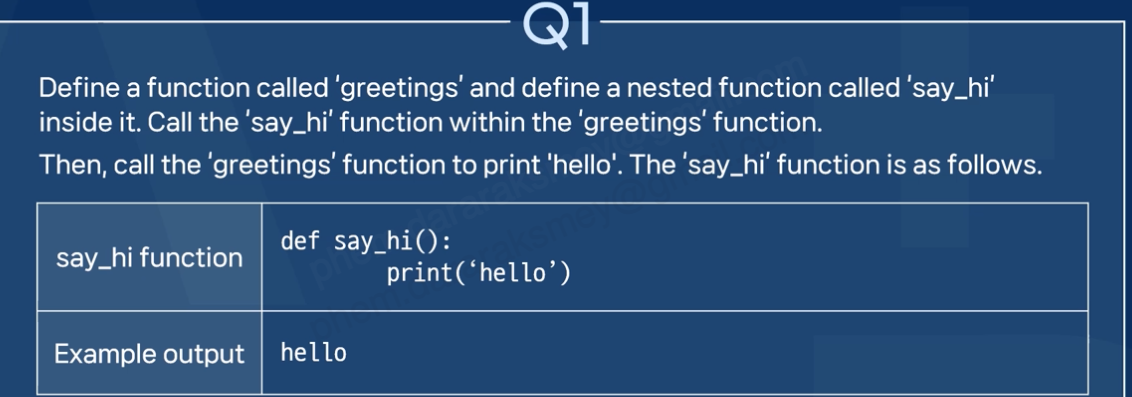 Q1
Define a function called ‘greetings’ and define a nested function called ‘say_hi’
inside it. Call the ‘say_hi’ function within the ‘greetings’ function.
Then, call the ‘greetings’ function to print 'hello'. The ‘say_hi’ function is as follows.
say_hi function
def say_hi():
print(‘hello’)
Example output
hello